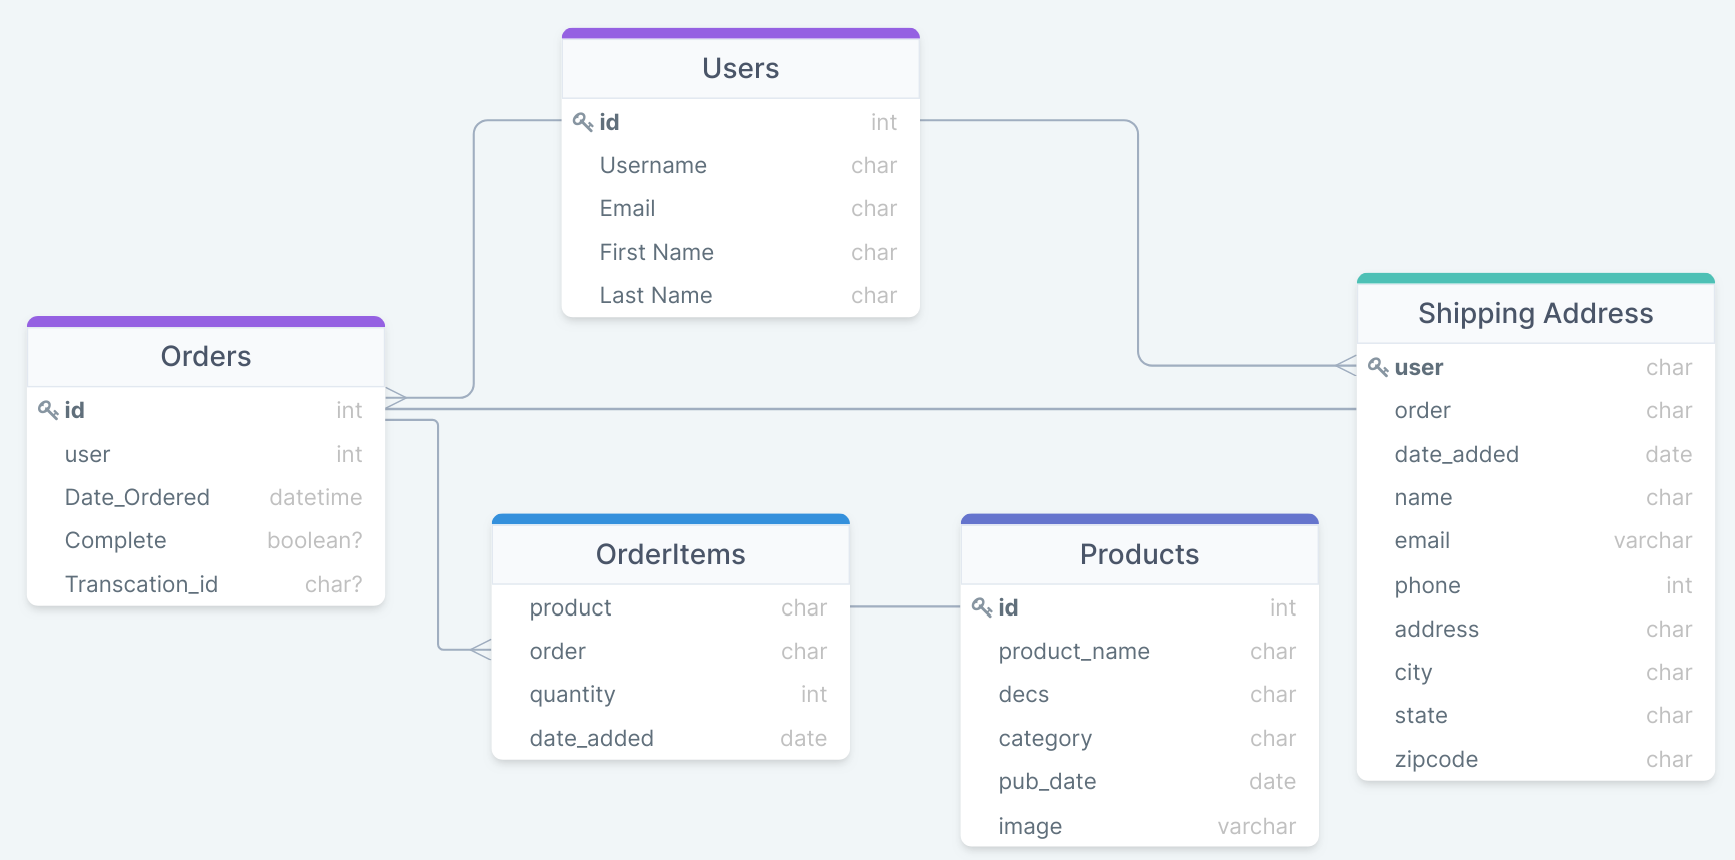 Users
id int
Username char
Email char
First Name char
Last Name char
Orders
id int
user int
Date_Ordered datetime
Complete boolean?
Transcation_id char?
OrderItems
product char
order char
quantity int
date_added date
Products
id int
product_name char
decs char
category char
pub_date date
image varchar
Shipping Address
user char
order char
date_added date
name char
email varchar
phone int
address char
city char
state char
zipcode char